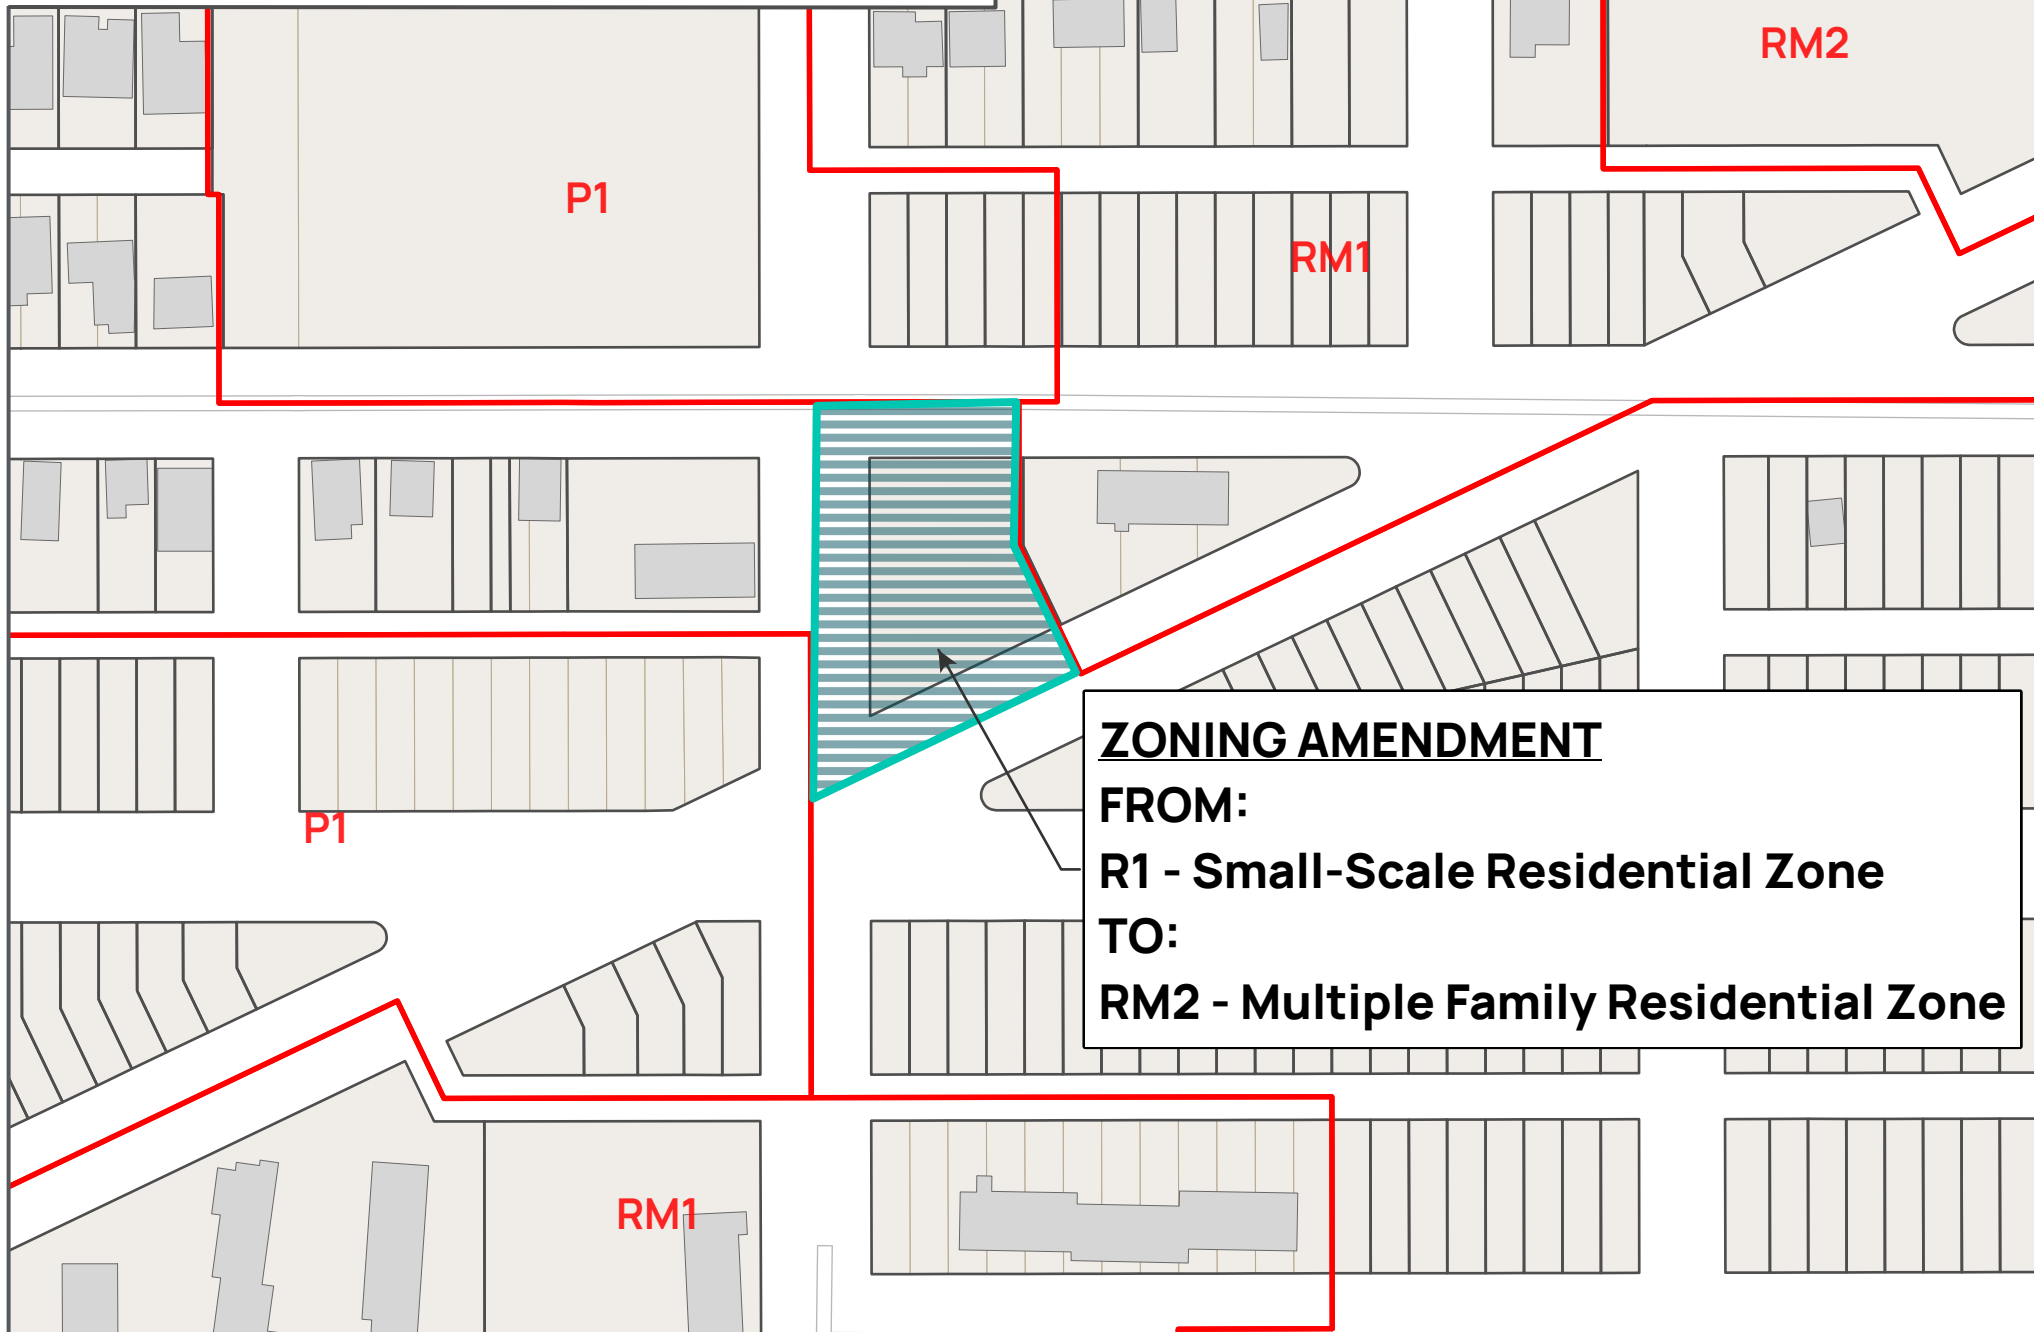 RM2
P1
RM1
ZONING AMENDMENT
FROM:
R1 - Small-Scale Residential Zone
TO:
RM2 - Multiple Family Residential Zone
P1
RM1